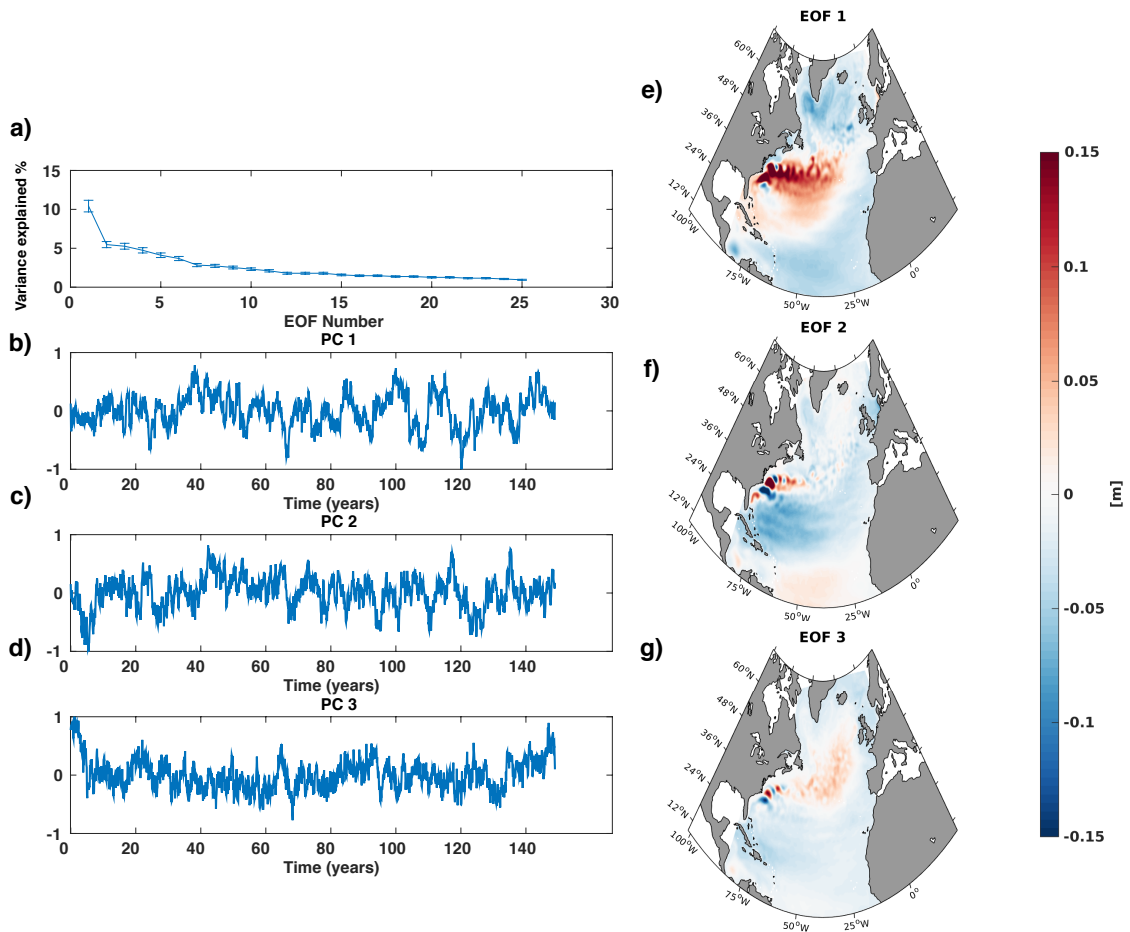 a)
Variance explained %
15
10
5
0
0 5 10 15 20 25 30
EOF Number
b)
PC 1
1
0
-1
0 20 40 60 80 100 120 140
Time (years)
c)
PC 2
1
0
-1
0 20 40 60 80 100 120 140
Time (years)
d)
PC 3
1
0
-1
0 20 40 60 80 100 120 140
Time (years)
e)
EOF 1
60°N
48°N
36°N
24°N
12°N
100°W
75°W
50°W
25°W
0°
f)
EOF 2
60°N
48°N
36°N
24°N
12°N
100°W
75°W
50°W
25°W
0°
g)
EOF 3
60°N
48°N
36°N
24°N
12°N
100°W
75°W
50°W
25°W
0°
0.15
0.1
0.05
0
-0.05
-0.1
-0.15
[m]